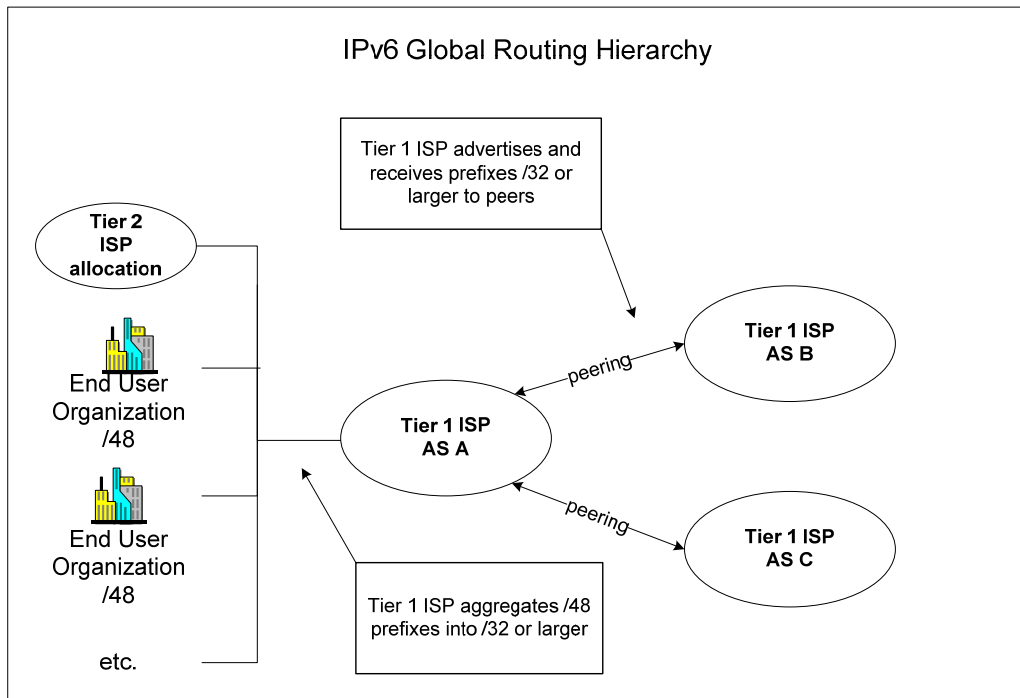 IPv6 Global Routing Hierarchy
Tier 1 ISP advertises and
receives prefixes /32 or
larger to peers
Tier 2
ISP
allocation
End User
Organization
/48
End User
Organization
/48
etc.
Tier 1 ISP
AS A
peering
peering
Tier 1 ISP
AS B
Tier 1 ISP
AS C
Tier 1 ISP aggregates /48
prefixes into /32 or larger